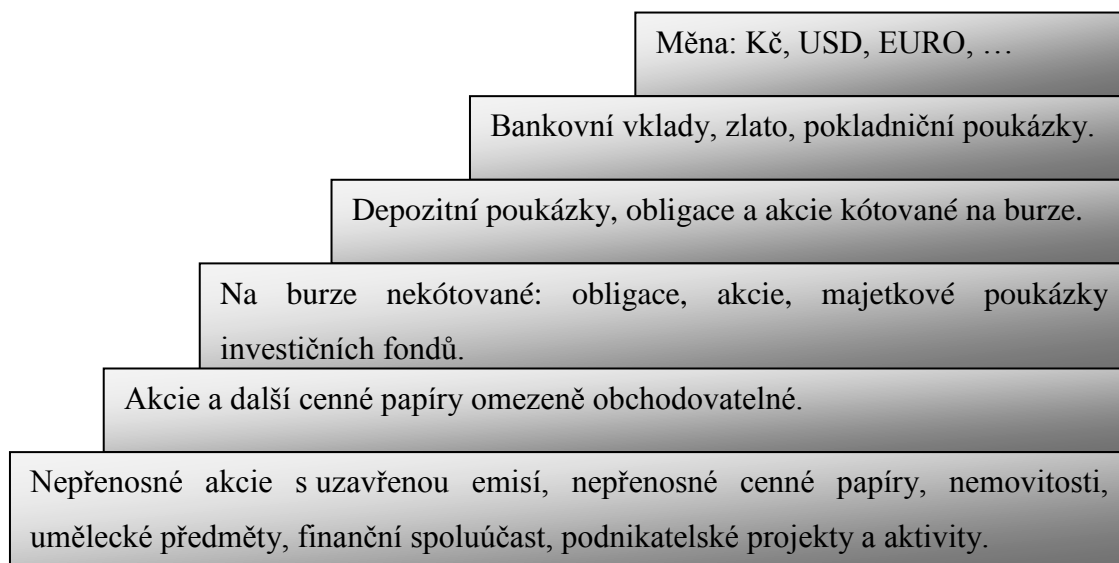 Měna: Kč, USD, EURO, …
Bankovní vklady, zlato, pokladniční poukázky.
Depozitní poukázky, obligace a akcie kótované na burze.
Na burze nekótované: obligace, akcie, majetkové poukázky
investičních fondů.
Akcie a další cenné papíry omezeně obchodovatelné.
Nepřenosné akcie s uzavřenou emisí, nepřenosné cenné papíry, nemovitosti,
umělecké předměty, finanční spoluúčast, podnikatelské projekty a aktivity.